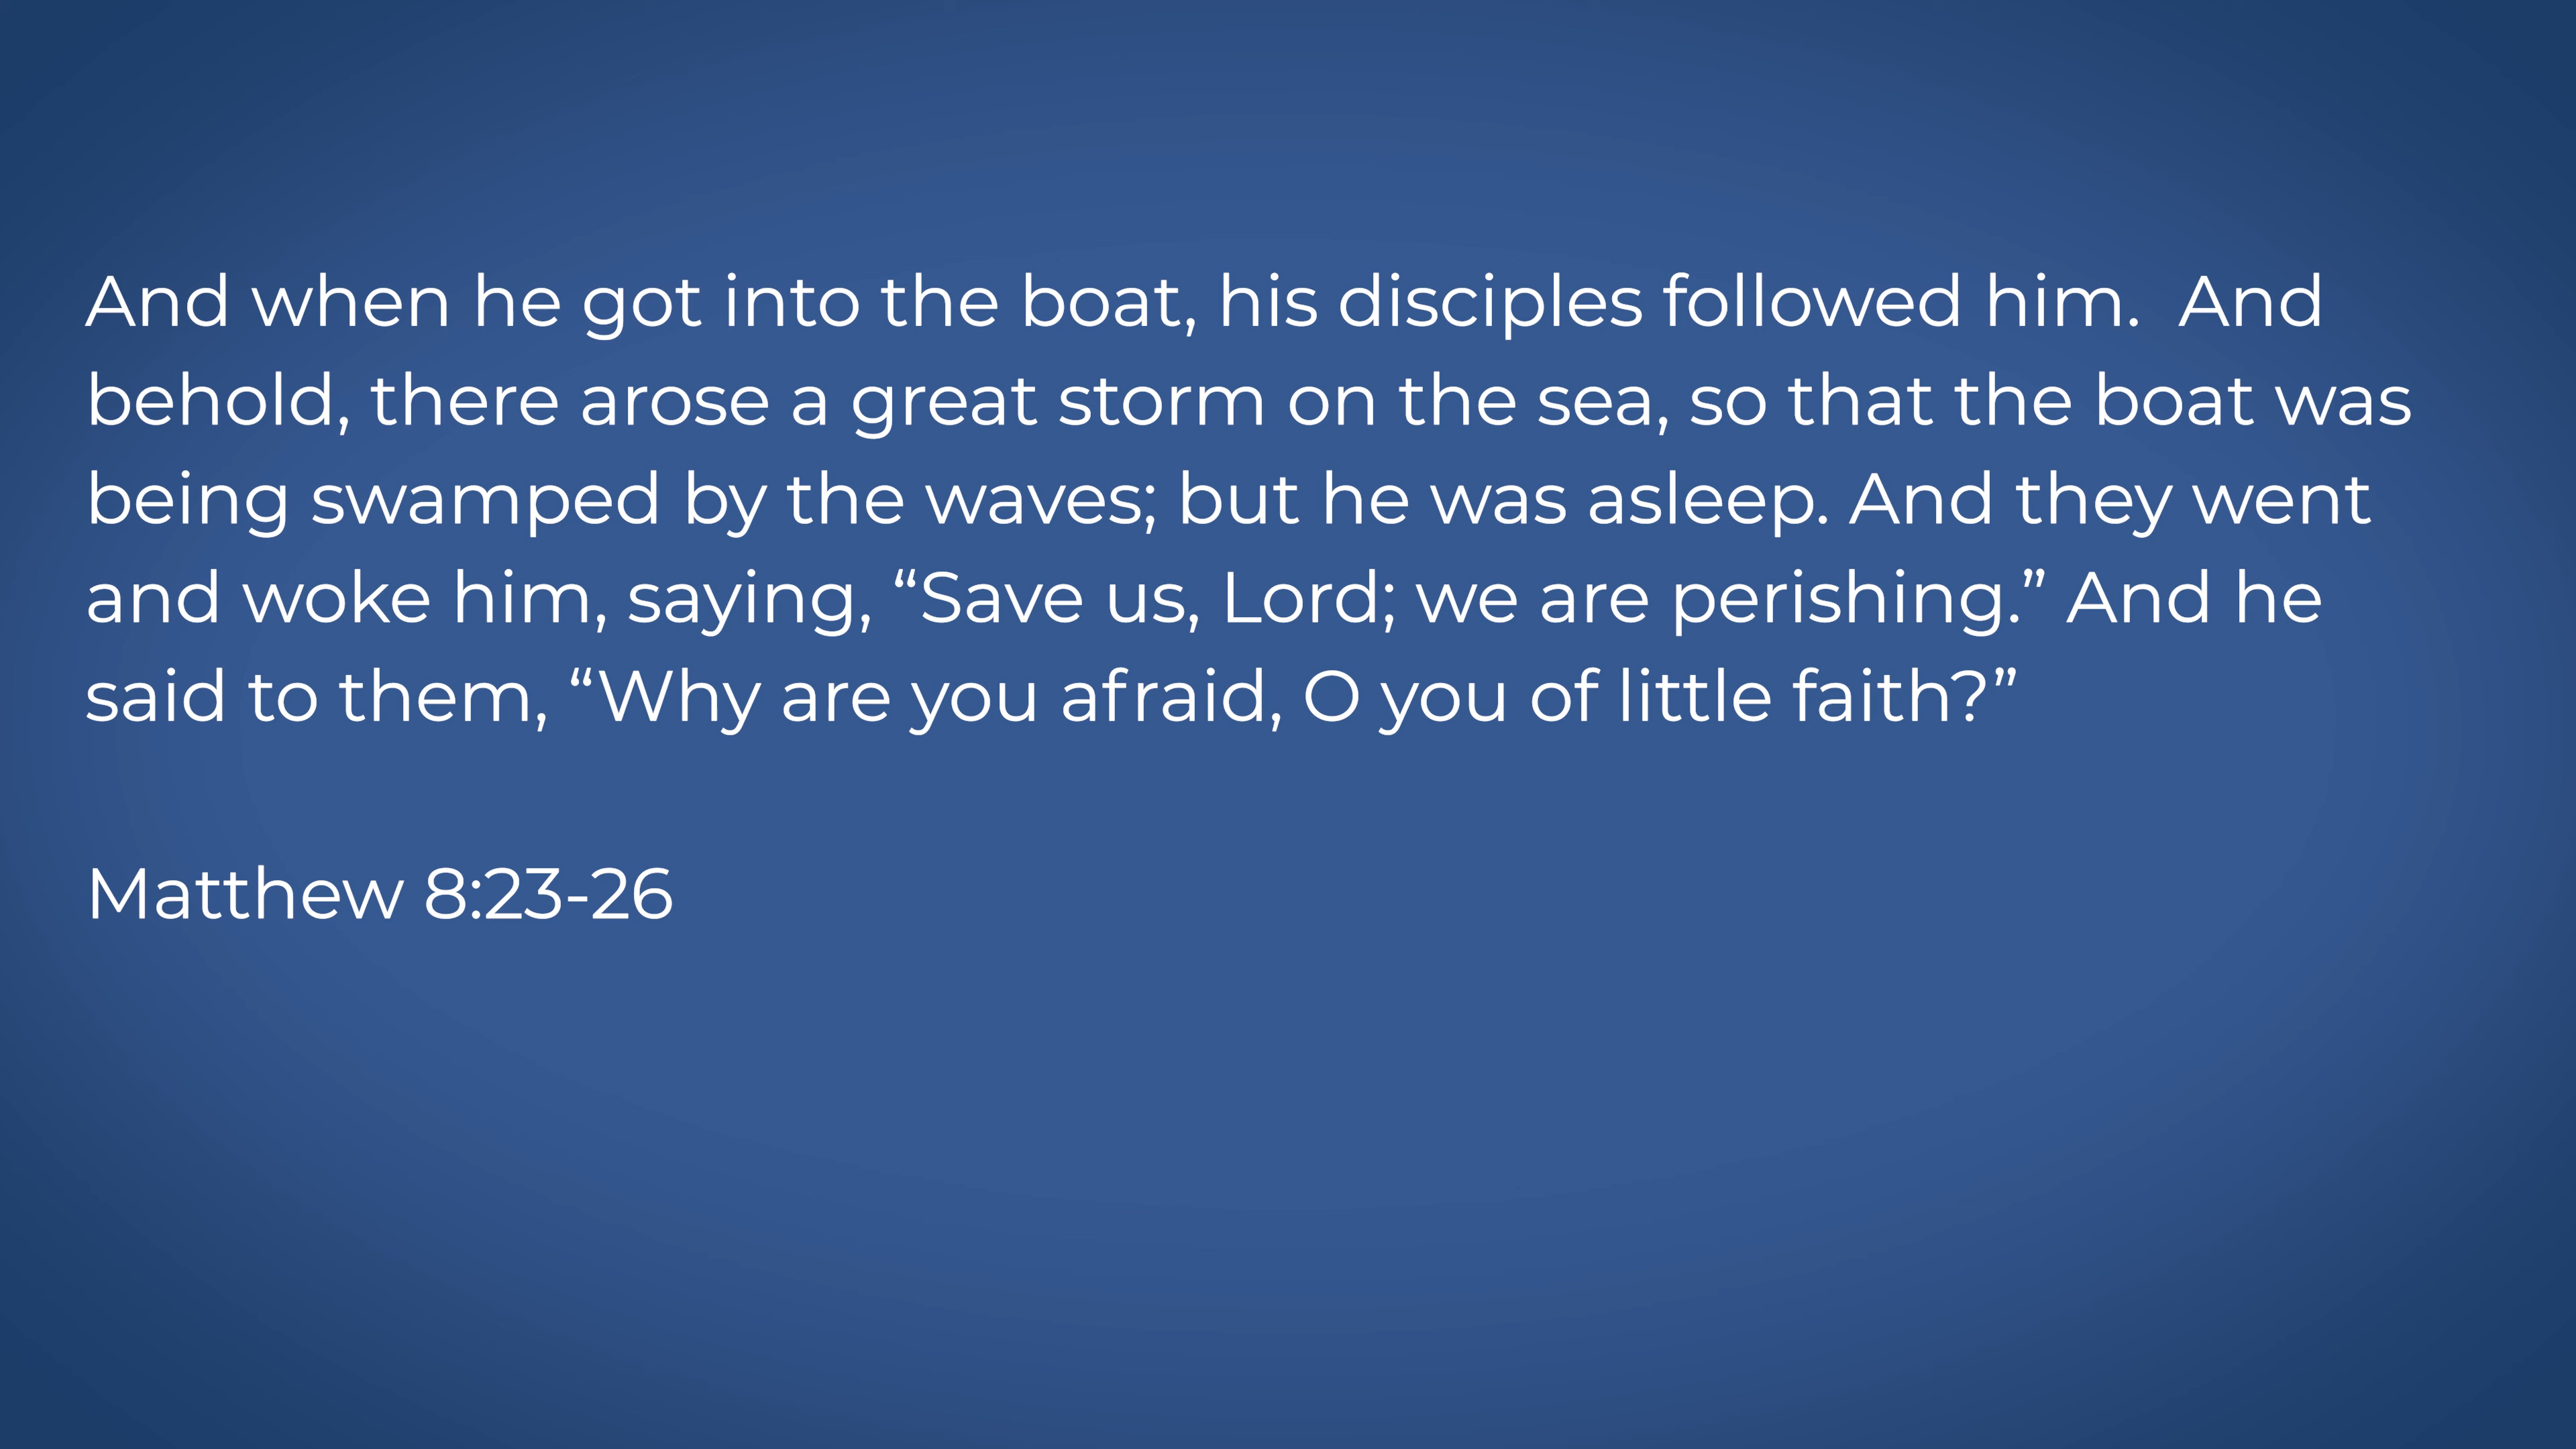 And when he got into the boat, his disciples followed him.  And
behold, there arose a great storm on the sea, so that the boat was
being swamped by the waves; but he was asleep. And they went
and woke him, saying, “Save us, Lord; we are perishing.” And he
said to them, “Why are you afraid, O you of little faith?”
Matthew 8:23-26